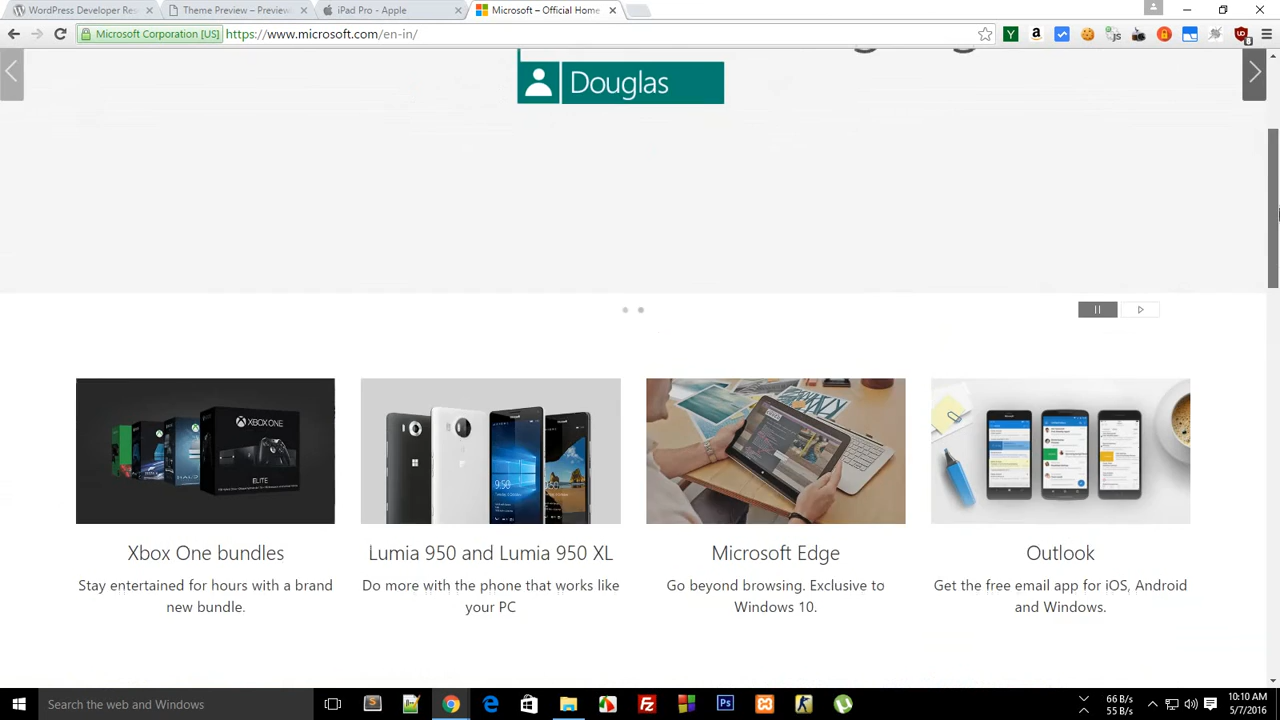 WordPress Developer Re
Theme Preview – Preview
iPad Pro - Apple
Microsoft – Official Home
Microsoft Corporation [US]
https://www.microsoft.com/en-in/
Douglas
XBOX ONE
ELITE
Xbox One bundles
Stay entertained for hours with a brand
new bundle.
Lumia 950 and Lumia 950 XL
Do more with the phone that works like
your PC
Microsoft Edge
Go beyond browsing. Exclusive to
Windows 10.
Outlook
Get the free email app for iOS, Android
and Windows.
Search the web and Windows
66 B/s
55 B/s
10:10 AM
5/7/2016